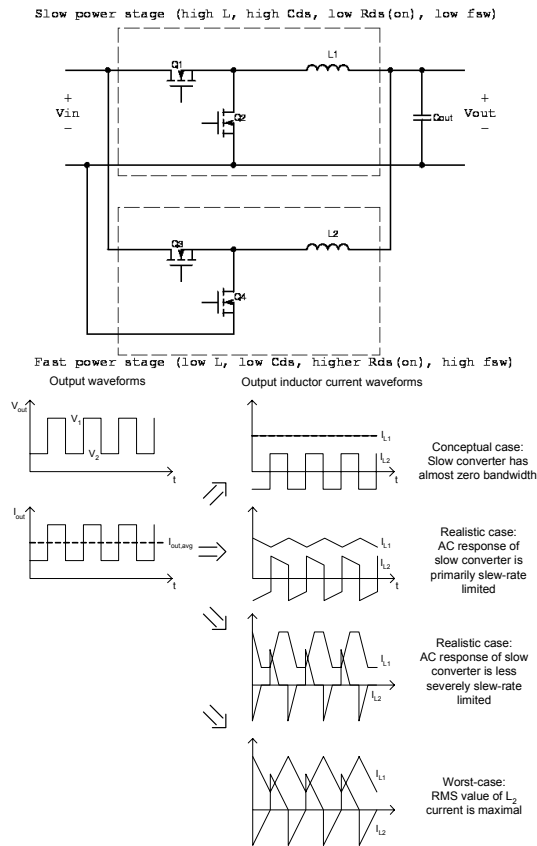 Slow power stage (high L, high Cds, low Rds(on), low fsw)
L1
Q1
+
Vin
−
Q2
Cout
+
Vout
−
L2
Q3
Q4
Fast power stage (low L, low Cds, higher Rds(on), high fsw)
Output waveforms
Output inductor current waveforms
Vout
V1
V2
t
IL1
IL2
t
Conceptual case:
Slow converter has
almost zero bandwidth
Iout
Iout,avg
t
IL1
IL2
t
Realistic case:
AC response of
slow converter is
primarily slew-rate
limited
IL1
IL2
t
Realistic case:
AC response of slow
converter is less
severely slew-rate
limited
IL1
IL2
t
Worst-case:
RMS value of L2
current is maximal